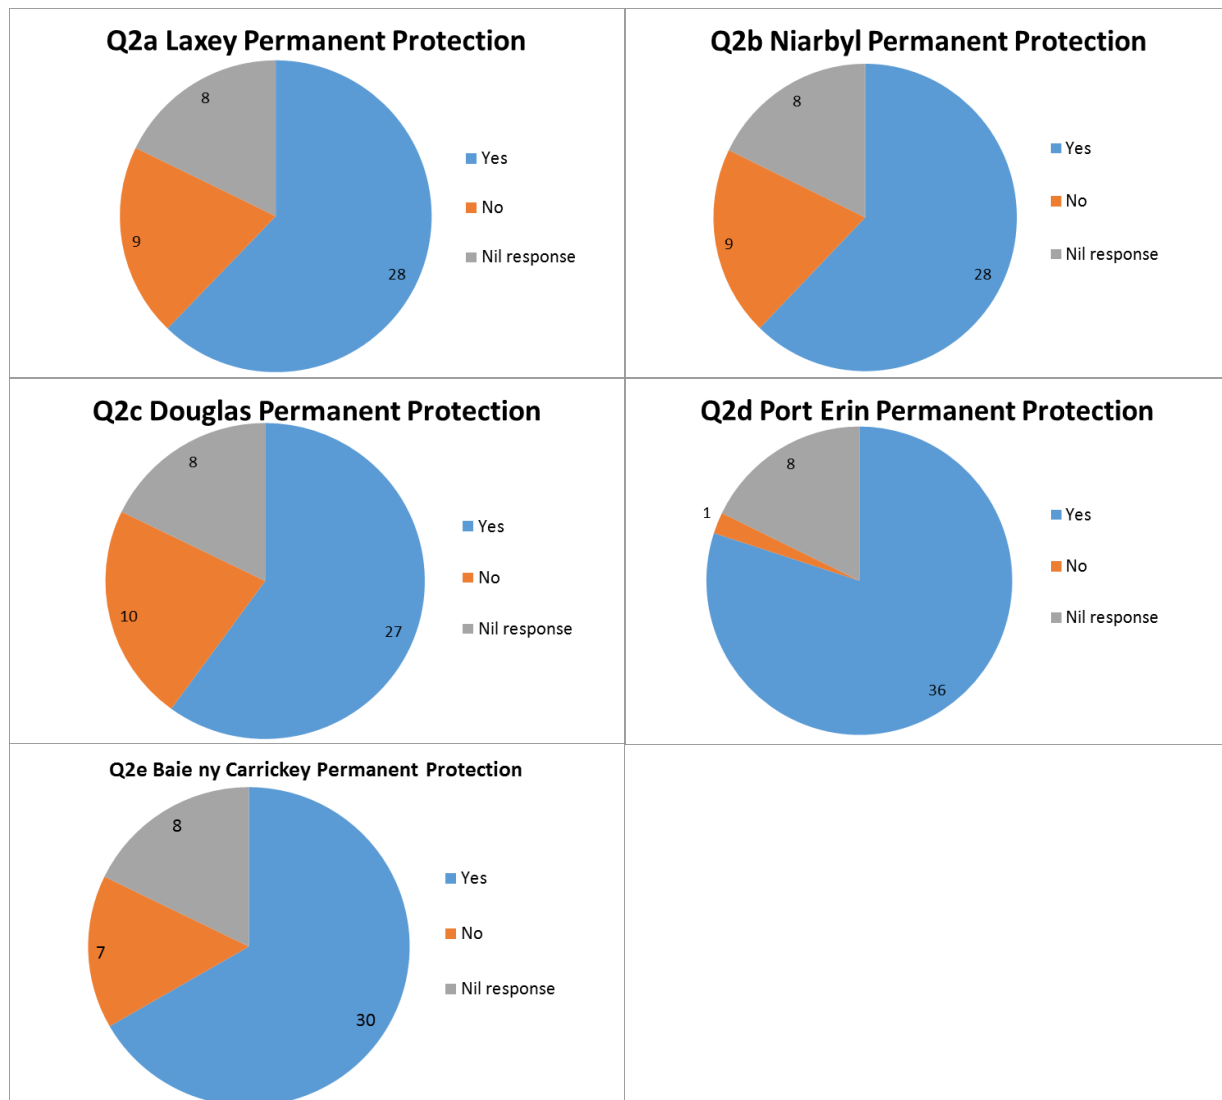 Q2a Laxey Permanent Protection
8
9
28
Yes
No
Nil response
Q2b Niarbyl Permanent Protection
8
9
28
Yes
No
Nil response
Q2c Douglas Permanent Protection
8
10
27
Yes
No
Nil response
Q2d Port Erin Permanent Protection
8
1
36
Yes
No
Nil response
Q2e Baie ny Carrickey Permanent Protection
8
7
30
Yes
No
Nil response